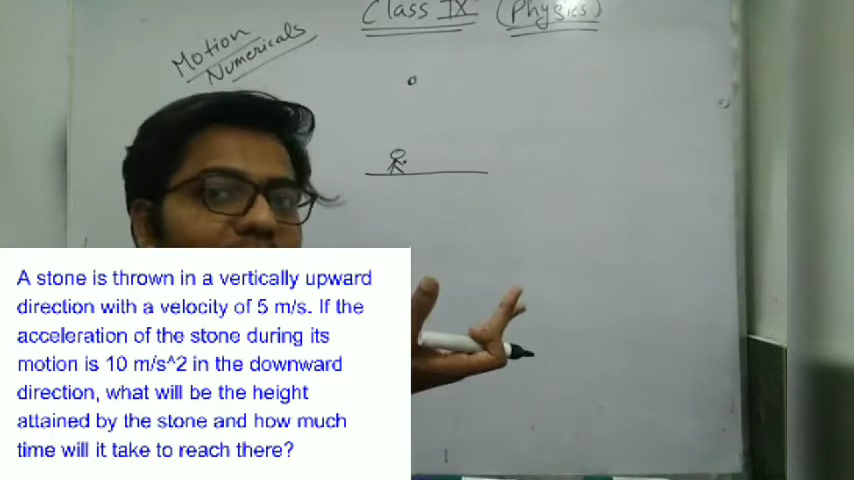 Class IX (Physics)
Motion
Numericals
A stone is thrown in a vertically upward
direction with a velocity of 5 m/s. If the
acceleration of the stone during its
motion is 10 m/s^2 in the downward
direction, what will be the height
attained by the stone and how much
time will it take to reach there?